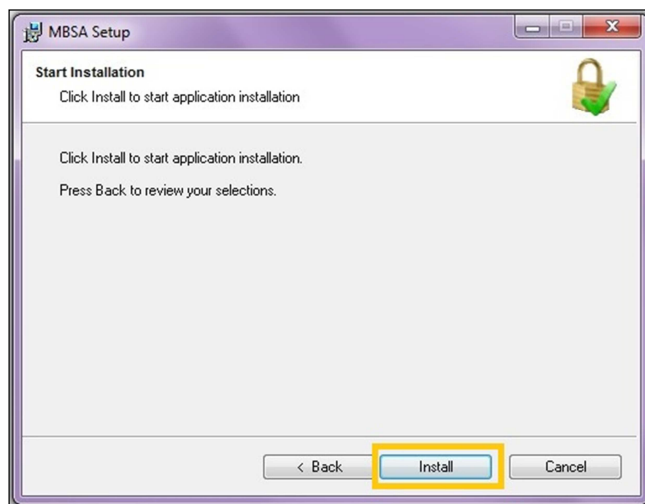 MBSA Setup
Start Installation
Click Install to start application installation
Click Install to start application installation.
Press Back to review your selections.
< Back Install Cancel